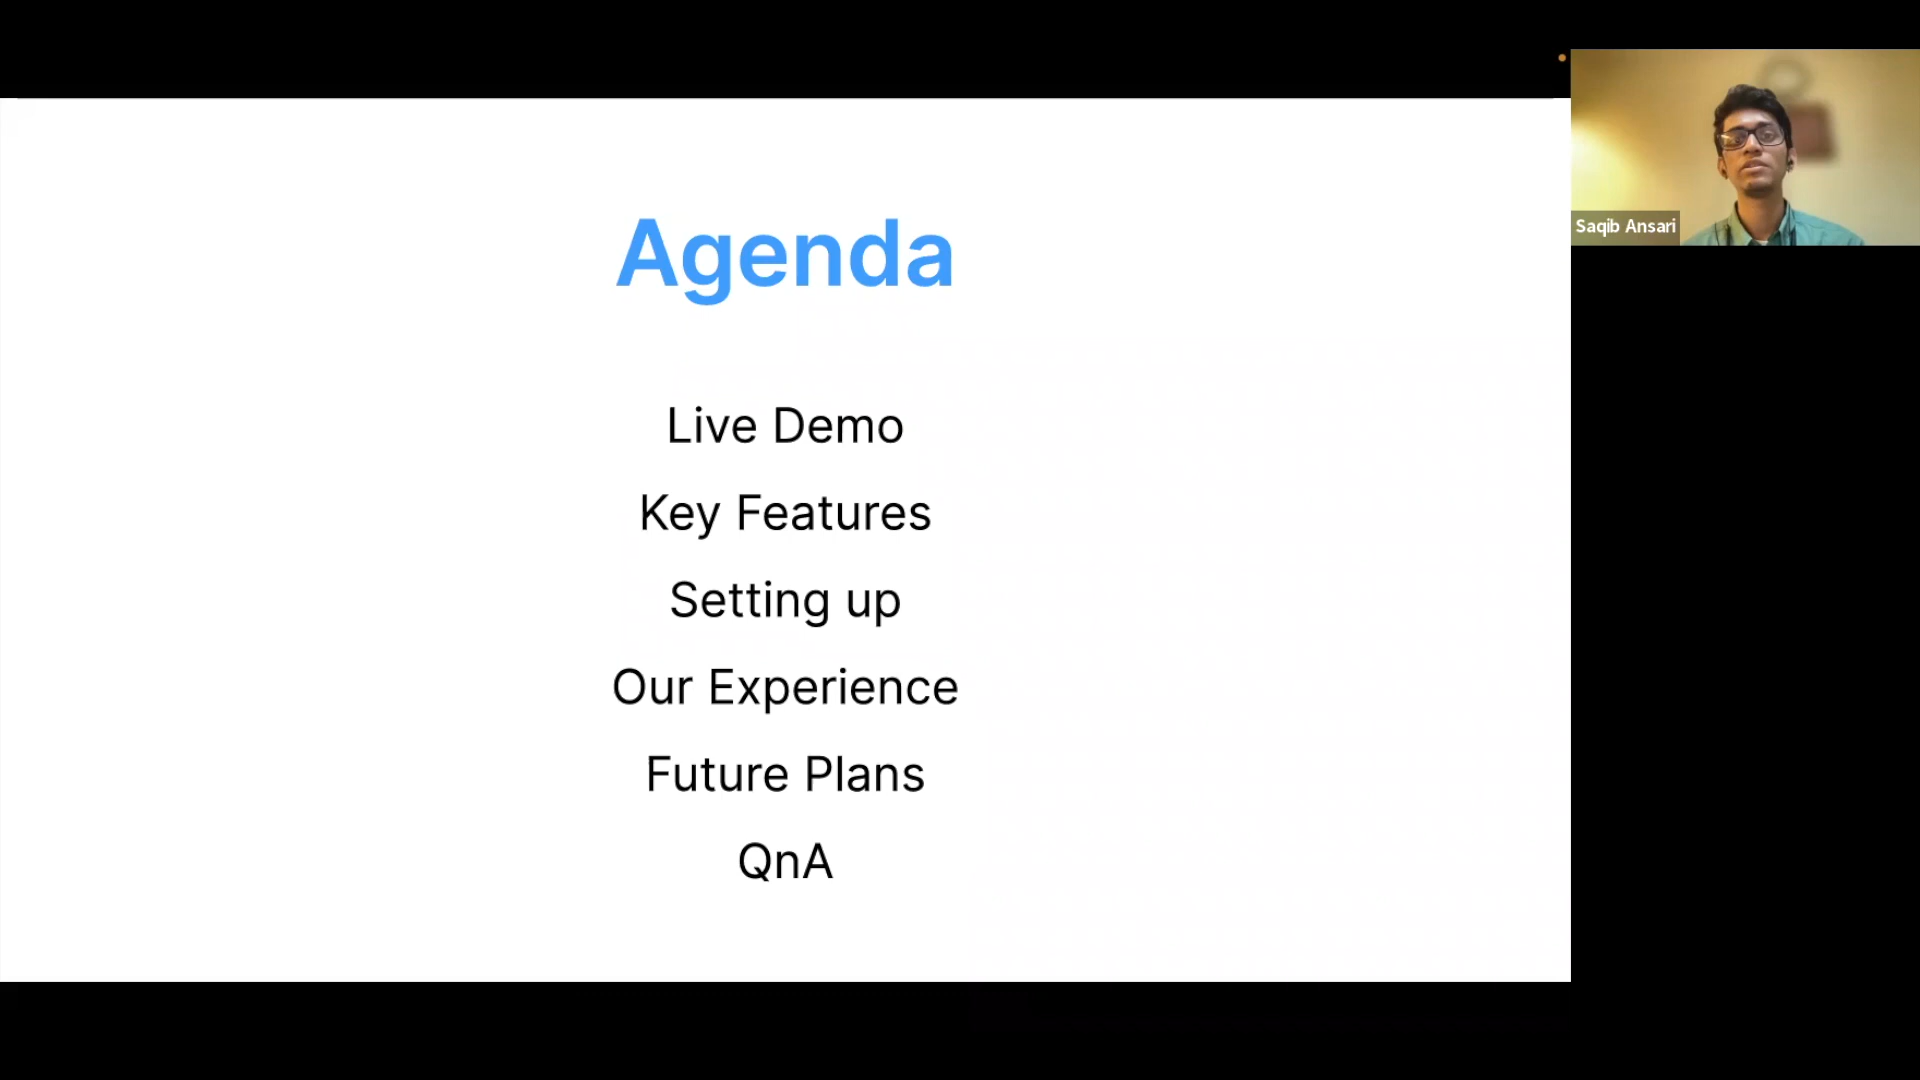 Agenda
Live Demo
Key Features
Setting up
Our Experience
Future Plans
QnA
Saqib Ansari